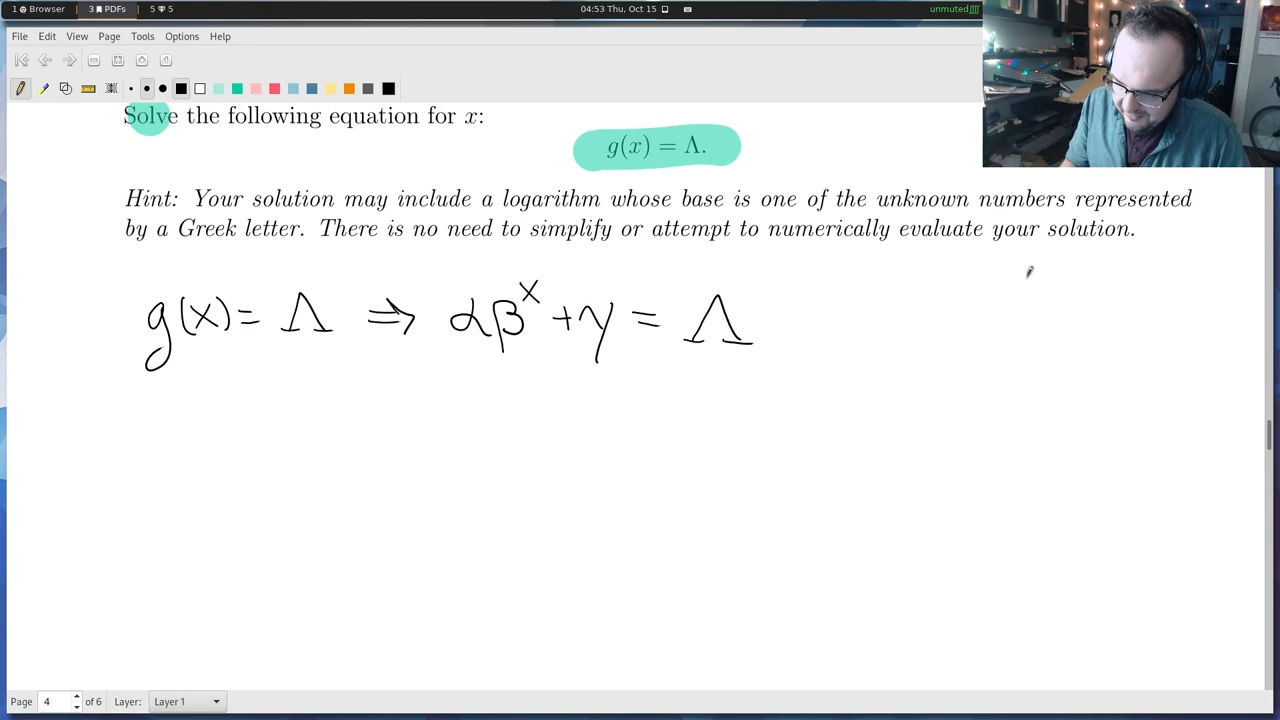 1 Browser | 3 PDFs | 5 5 04:53 Thu, Oct 15 unmuted
File Edit View Page Tools Options Help
Solve the following equation for x:
g(x) = Λ.
Hint: Your solution may include a logarithm whose base is one of the unknown numbers represented
by a Greek letter. There is no need to simplify or attempt to numerically evaluate your solution.
g(x) = Λ ⇒ αβ^x + γ = Λ
Page 4 of 6 Layer: Layer 1